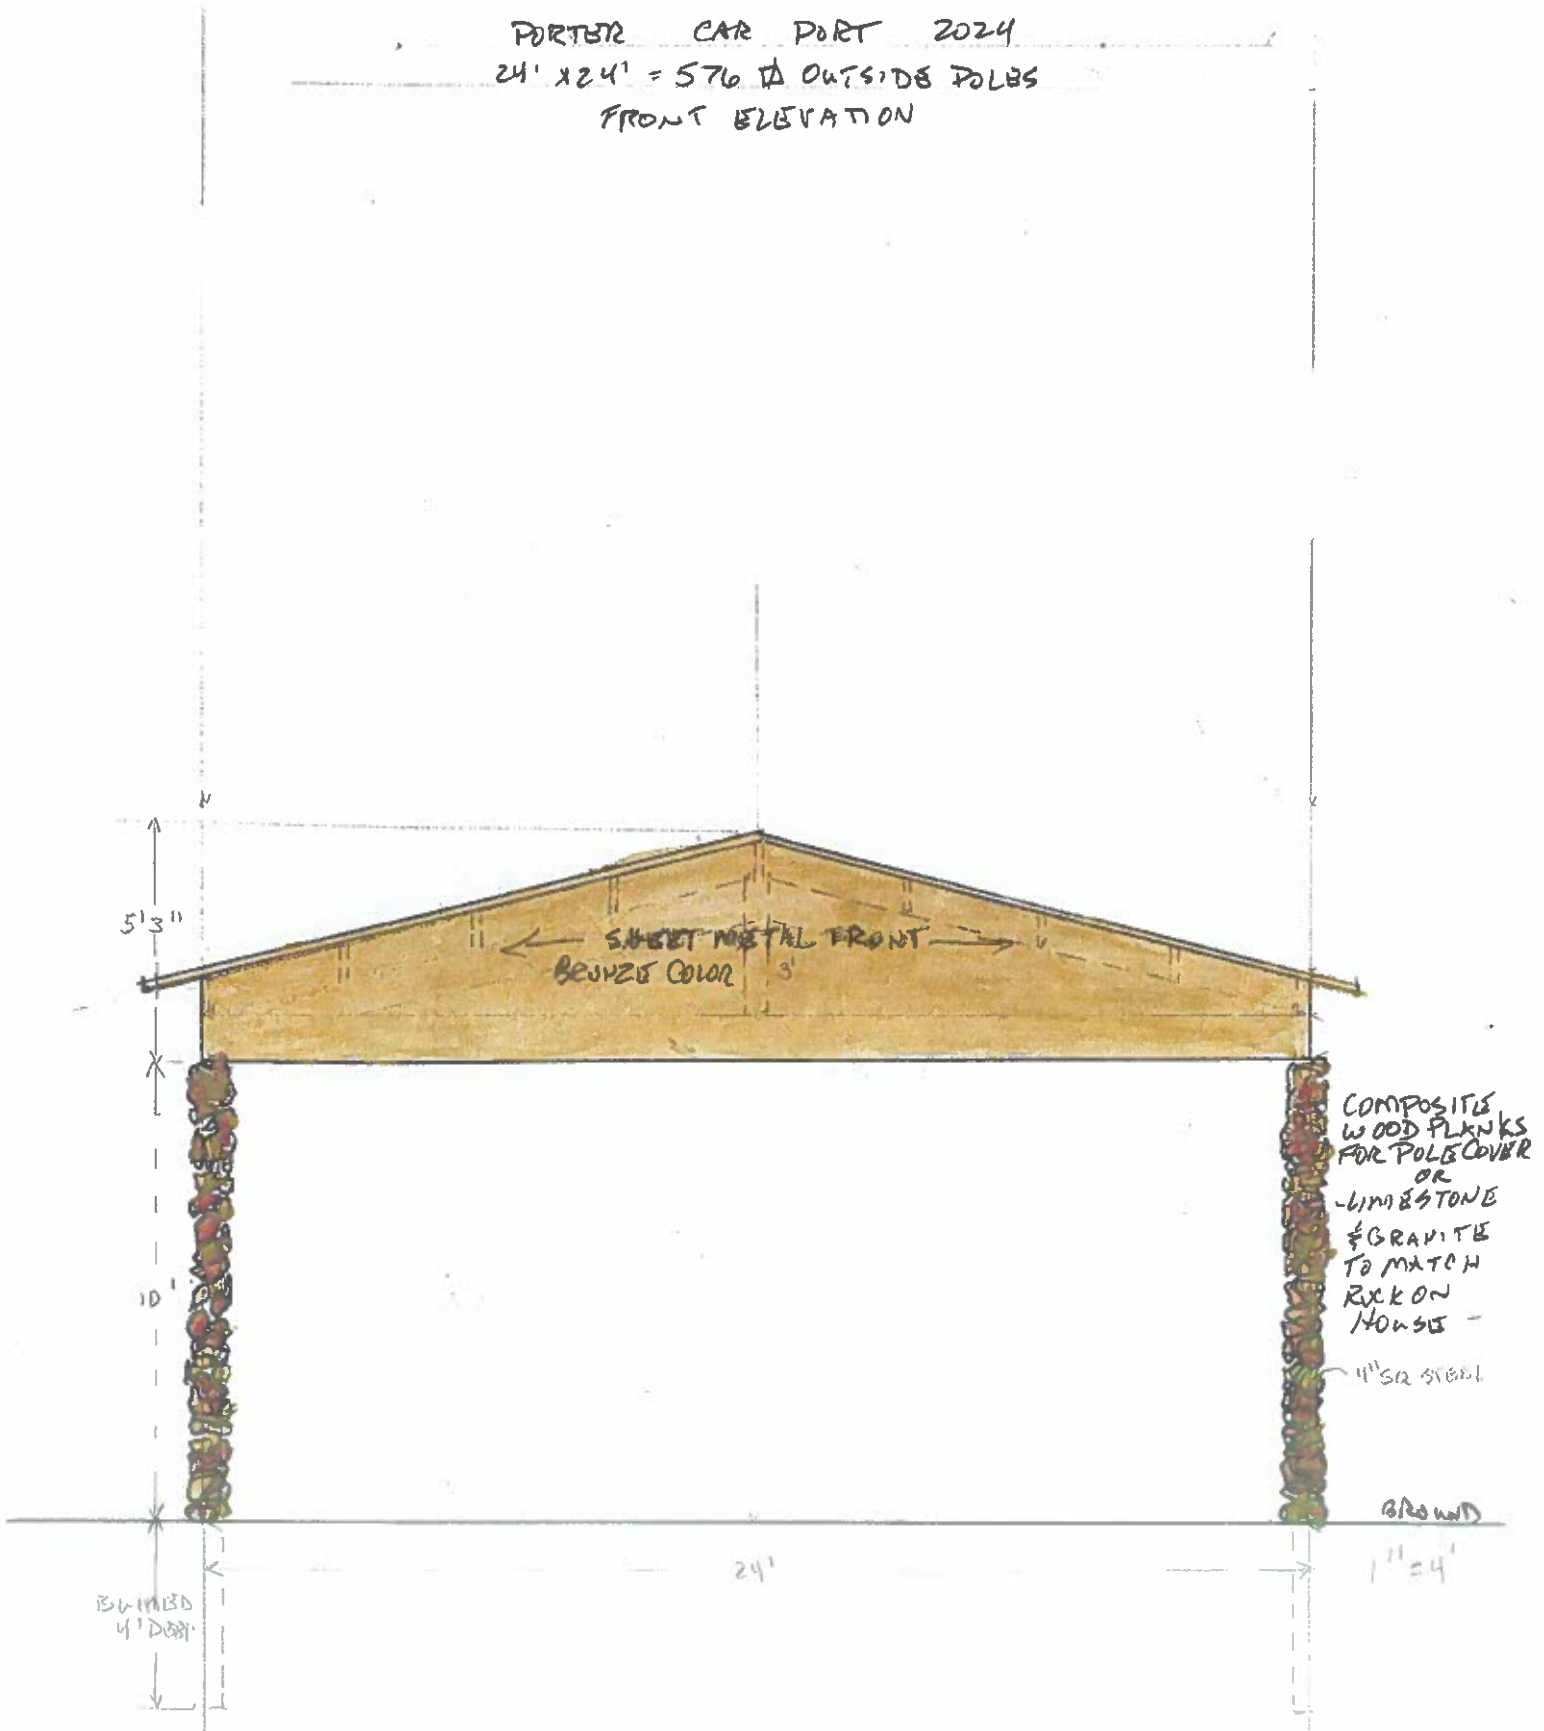 PORTER CAR PORT 2024
24' x 24' = 576 OUTSIDE POLES
FRONT ELEVATION
5'3"
SHEET METAL FRONT
BRONZE COLOR
3'
COMPOSITE
WOOD PLANKS
FOR POLE COVER
OR
-LIMESTONE
& GRANITE
TO MATCH
ROCK ON
HOUSE -
10'
4" SQ STEEL
GROUND
24'
1" = 4'
BURIED
4' DEEP